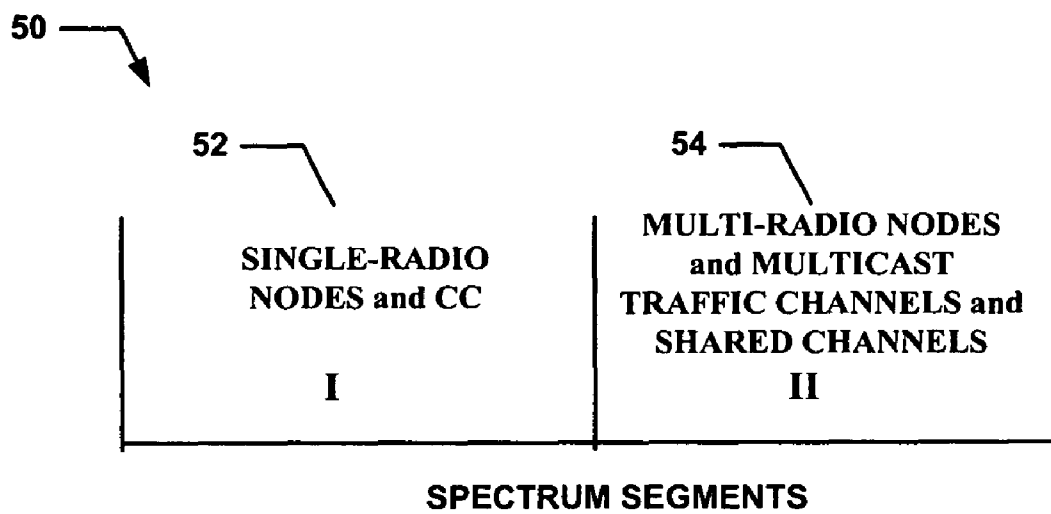 50
52
54
SINGLE-RADIO
NODES and CC
I
MULTI-RADIO NODES
and MULTICAST
TRAFFIC CHANNELS and
SHARED CHANNELS
II
SPECTRUM SEGMENTS